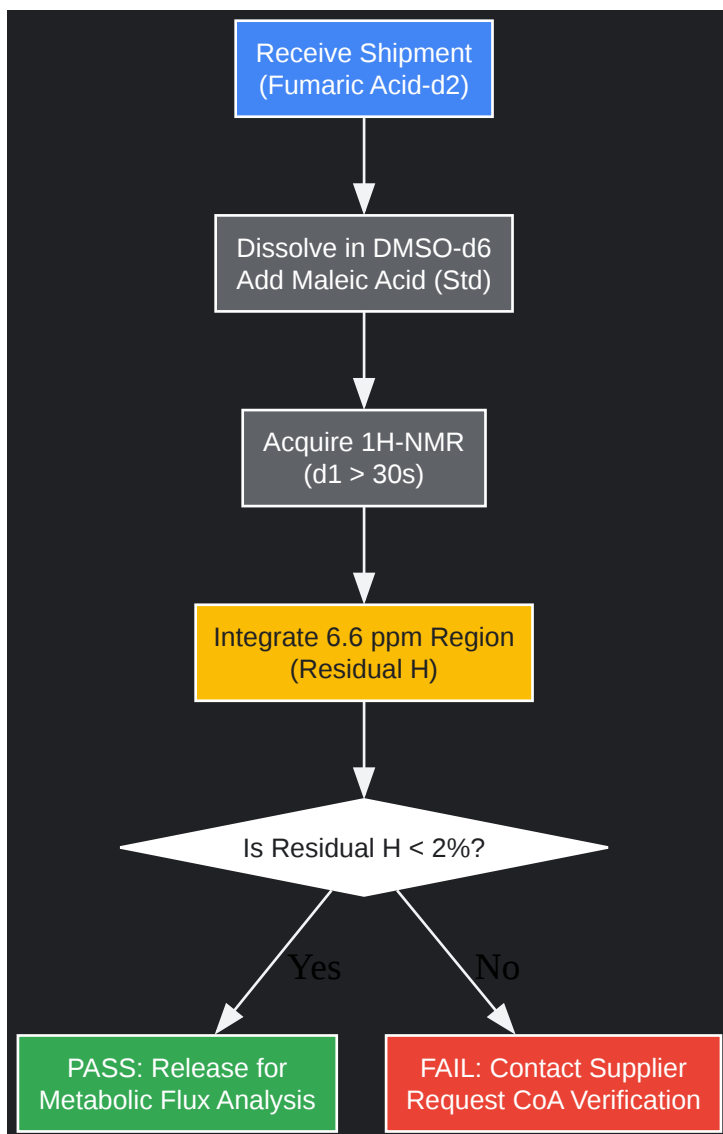 Receive Shipment
(Fumaric Acid-d2)
Dissolve in DMSO-d6
Add Maleic Acid (Std)
Acquire 1H-NMR
(d1 > 30s)
Integrate 6.6 ppm Region
(Residual H)
Is Residual H < 2%?
Yes
No
PASS: Release for
Metabolic Flux Analysis
FAIL: Contact Supplier
Request CoA Verification